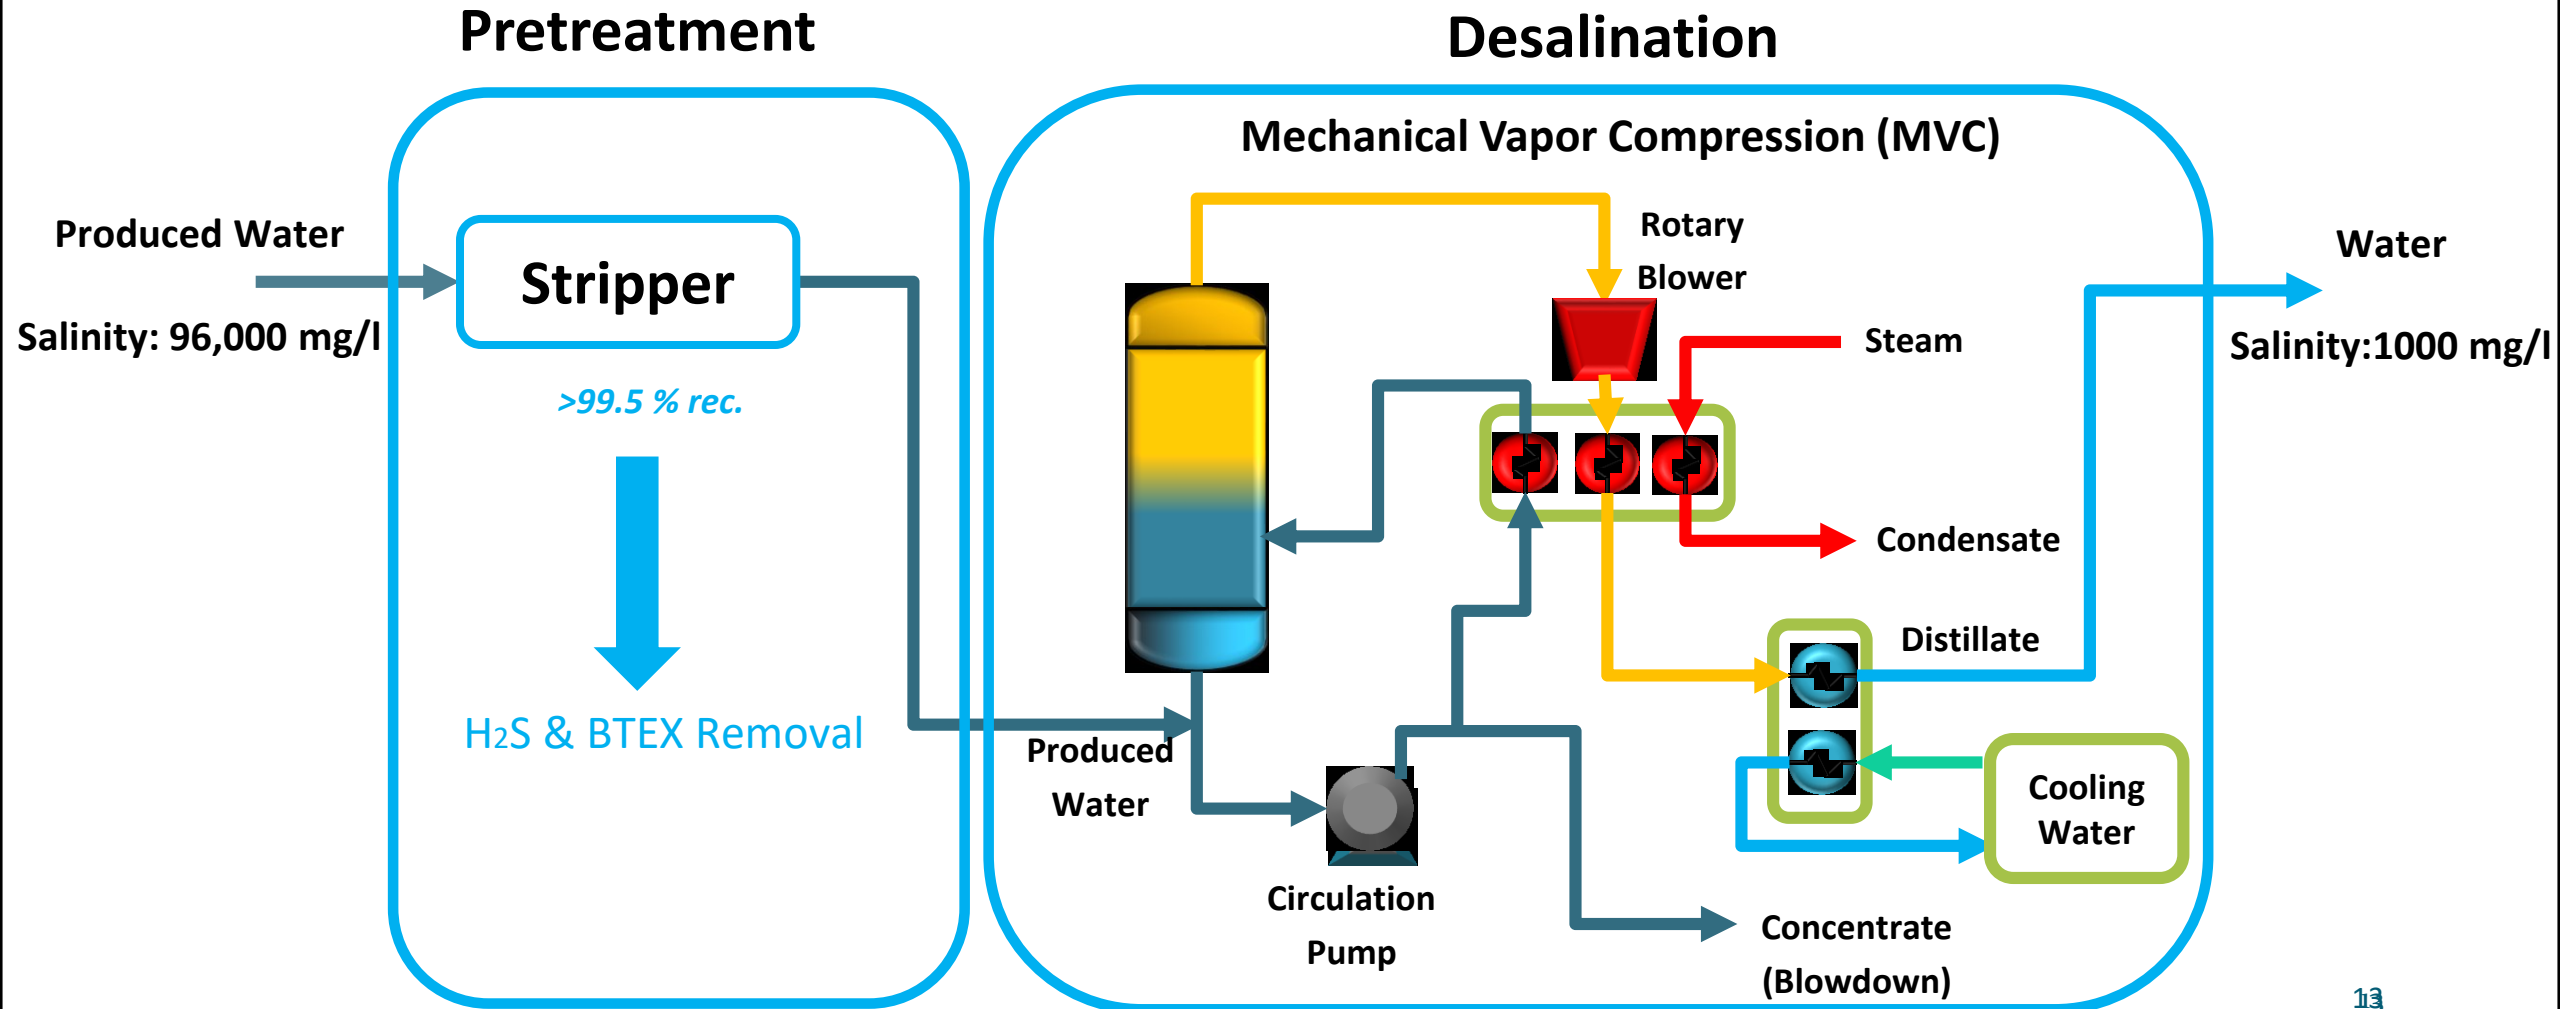 Pretreatment
Desalination
Mechanical Vapor Compression (MVC)
Produced Water
Salinity: 96,000 mg/l
Stripper
>99.5 % rec.
H2S & BTEX Removal
Rotary
Blower
Steam
Condensate
Distillate
Water
Salinity:1000 mg/l
Produced
Water
Cooling
Water
Circulation
Pump
Concentrate
(Blowdown)
13